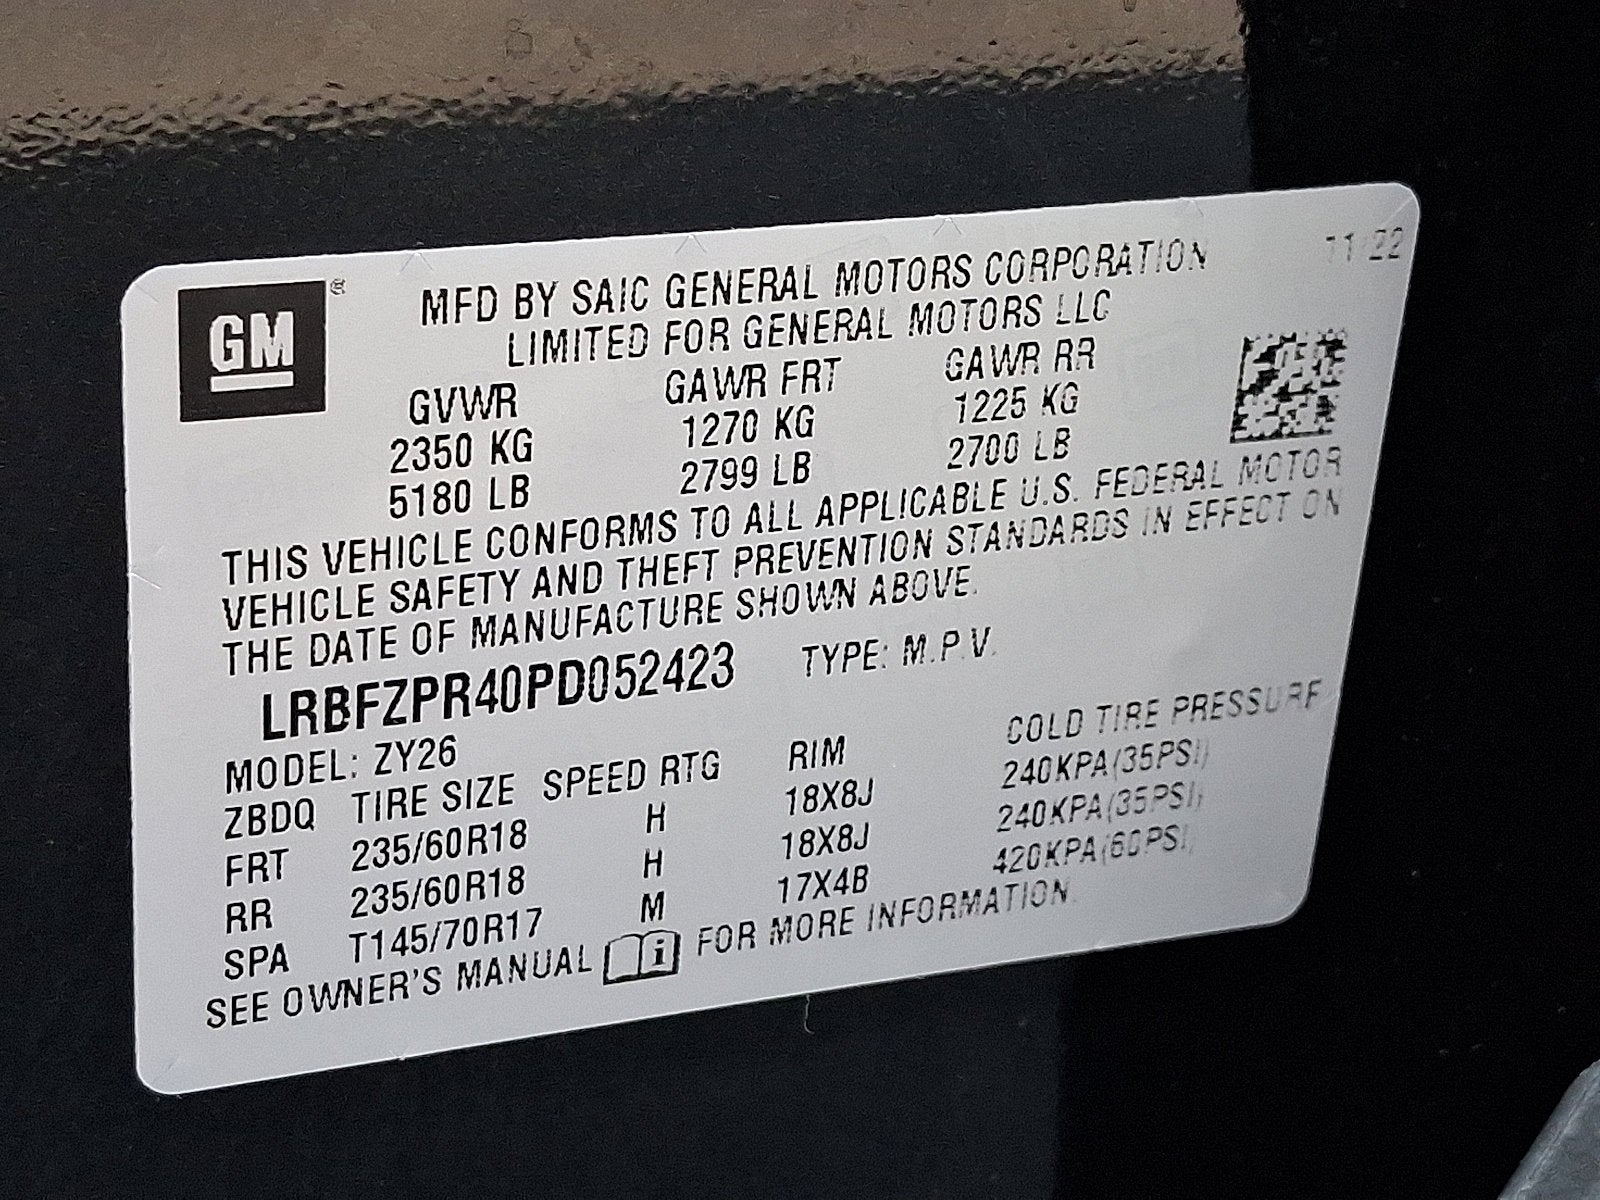 GM ®
MFD BY SAIC GENERAL MOTORS CORPORATION 11/22
LIMITED FOR GENERAL MOTORS LLC
GVWR GAWR FRT GAWR RR
2350 KG 1270 KG 1225 KG
5180 LB 2799 LB 2700 LB
THIS VEHICLE CONFORMS TO ALL APPLICABLE U.S. FEDERAL MOTOR
VEHICLE SAFETY AND THEFT PREVENTION STANDARDS IN EFFECT ON
THE DATE OF MANUFACTURE SHOWN ABOVE.
LRBFZPR40PD052423 TYPE: M.P.V.
MODEL: ZY26
ZBDQ TIRE SIZE SPEED RTG RIM COLD TIRE PRESSURE
FRT 235/60R18 H 18X8J 240KPA(35PSI)
RR 235/60R18 H 18X8J 240KPA(35PSI)
SPA T145/70R17 M 17X4B 420KPA(60PSI)
SEE OWNER'S MANUAL i FOR MORE INFORMATION.